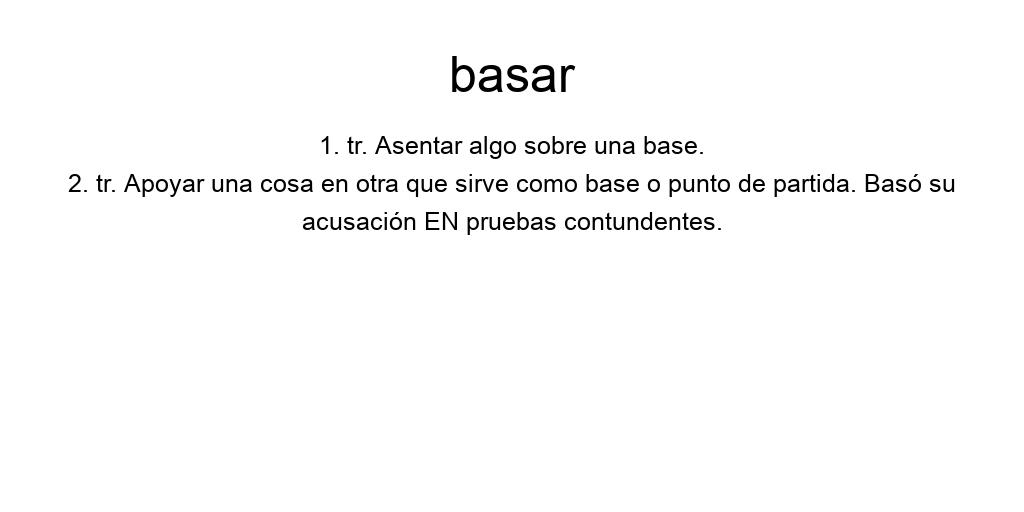 basar
1. tr. Asentar algo sobre una base.
2. tr. Apoyar una cosa en otra que sirve como base o punto de partida. Basó su
acusación EN pruebas contundentes.